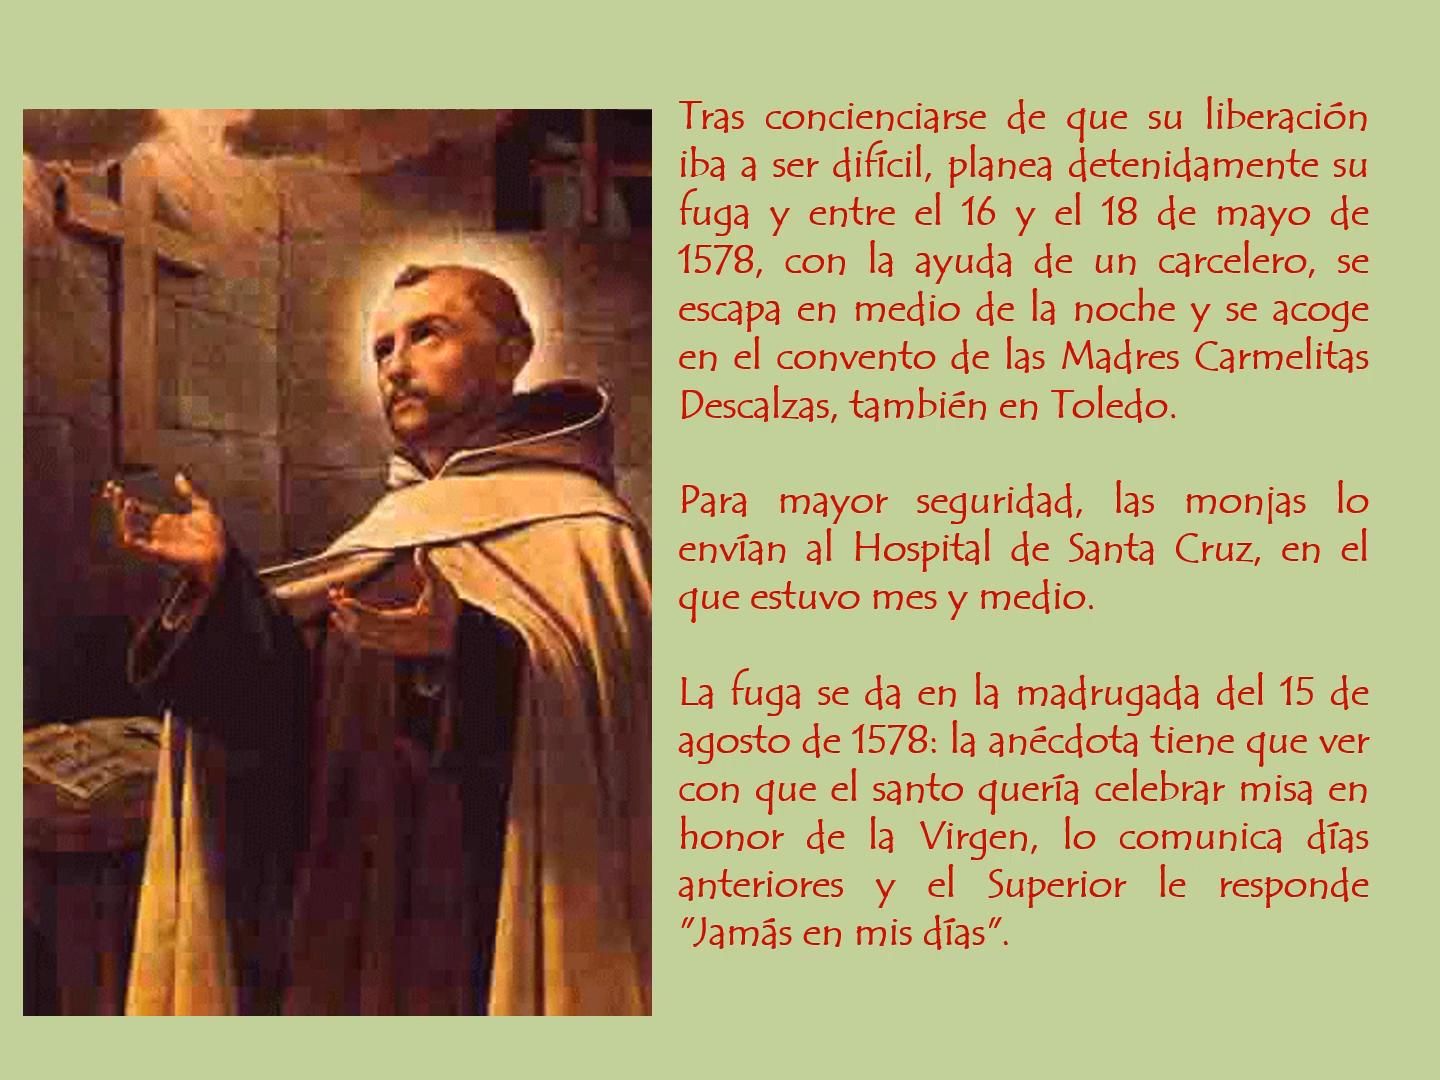 Tras concienciarse de que su liberación
iba a ser difícil, planea detenidamente su
fuga y entre el 16 y el 18 de mayo de
1578, con la ayuda de un carcelero, se
escapa en medio de la noche y se acoge
en el convento de las Madres Carmelitas
Descalzas, también en Toledo.
Para mayor seguridad, las monjas lo
envían al Hospital de Santa Cruz, en el
que estuvo mes y medio.
La fuga se da en la madrugada del 15 de
agosto de 1578: la anécdota tiene que ver
con que el santo quería celebrar misa en
honor de la Virgen, lo comunica días
anteriores y el Superior le responde
"Jamás en mis días".